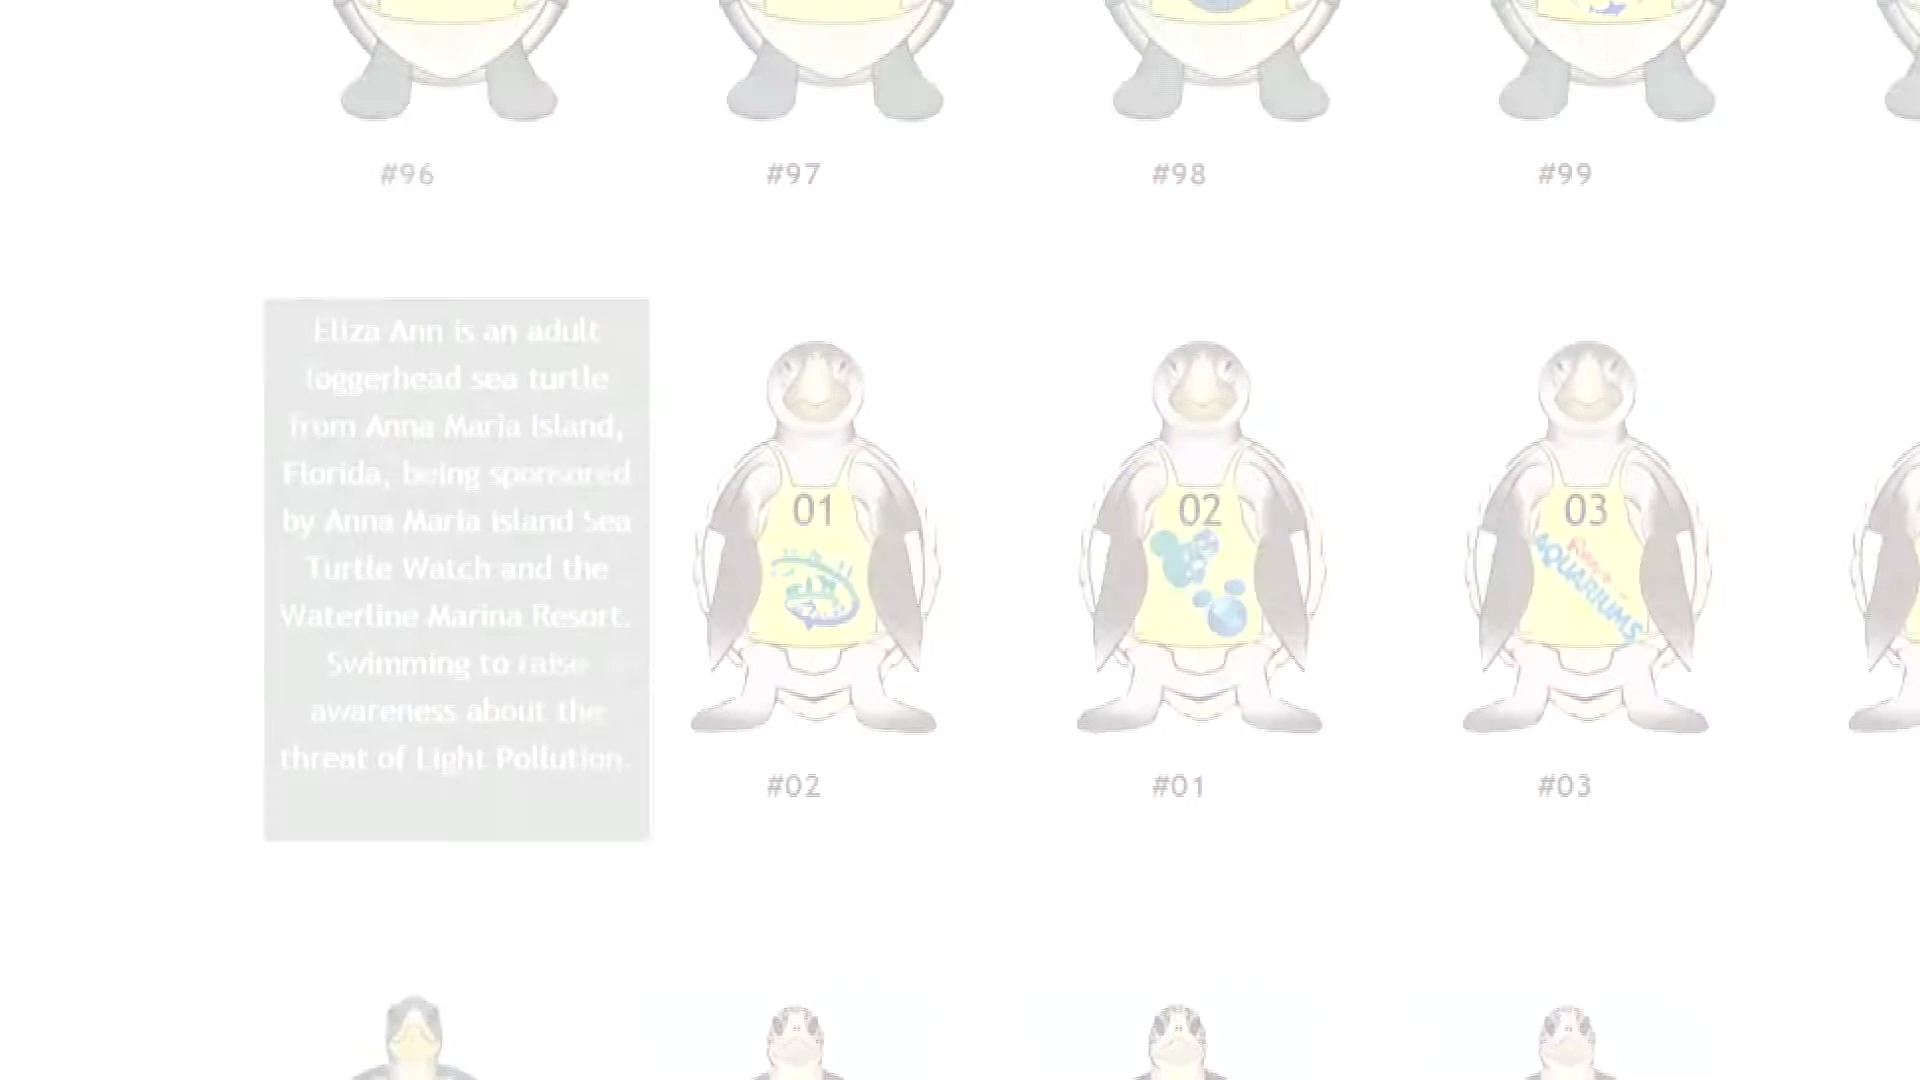 #96 #97 #98 #99
Eliza Ann is an adult
loggerhead sea turtle
from Anna Maria Island,
Florida, being sponsored
by Anna Maria island Sea
Turtle Watch and the
Waterline Marina Resort.
Swimming to raise
awareness about the
threat of Light Pollution.
01
02
03
AQUARIUMS
#02 #01 #03